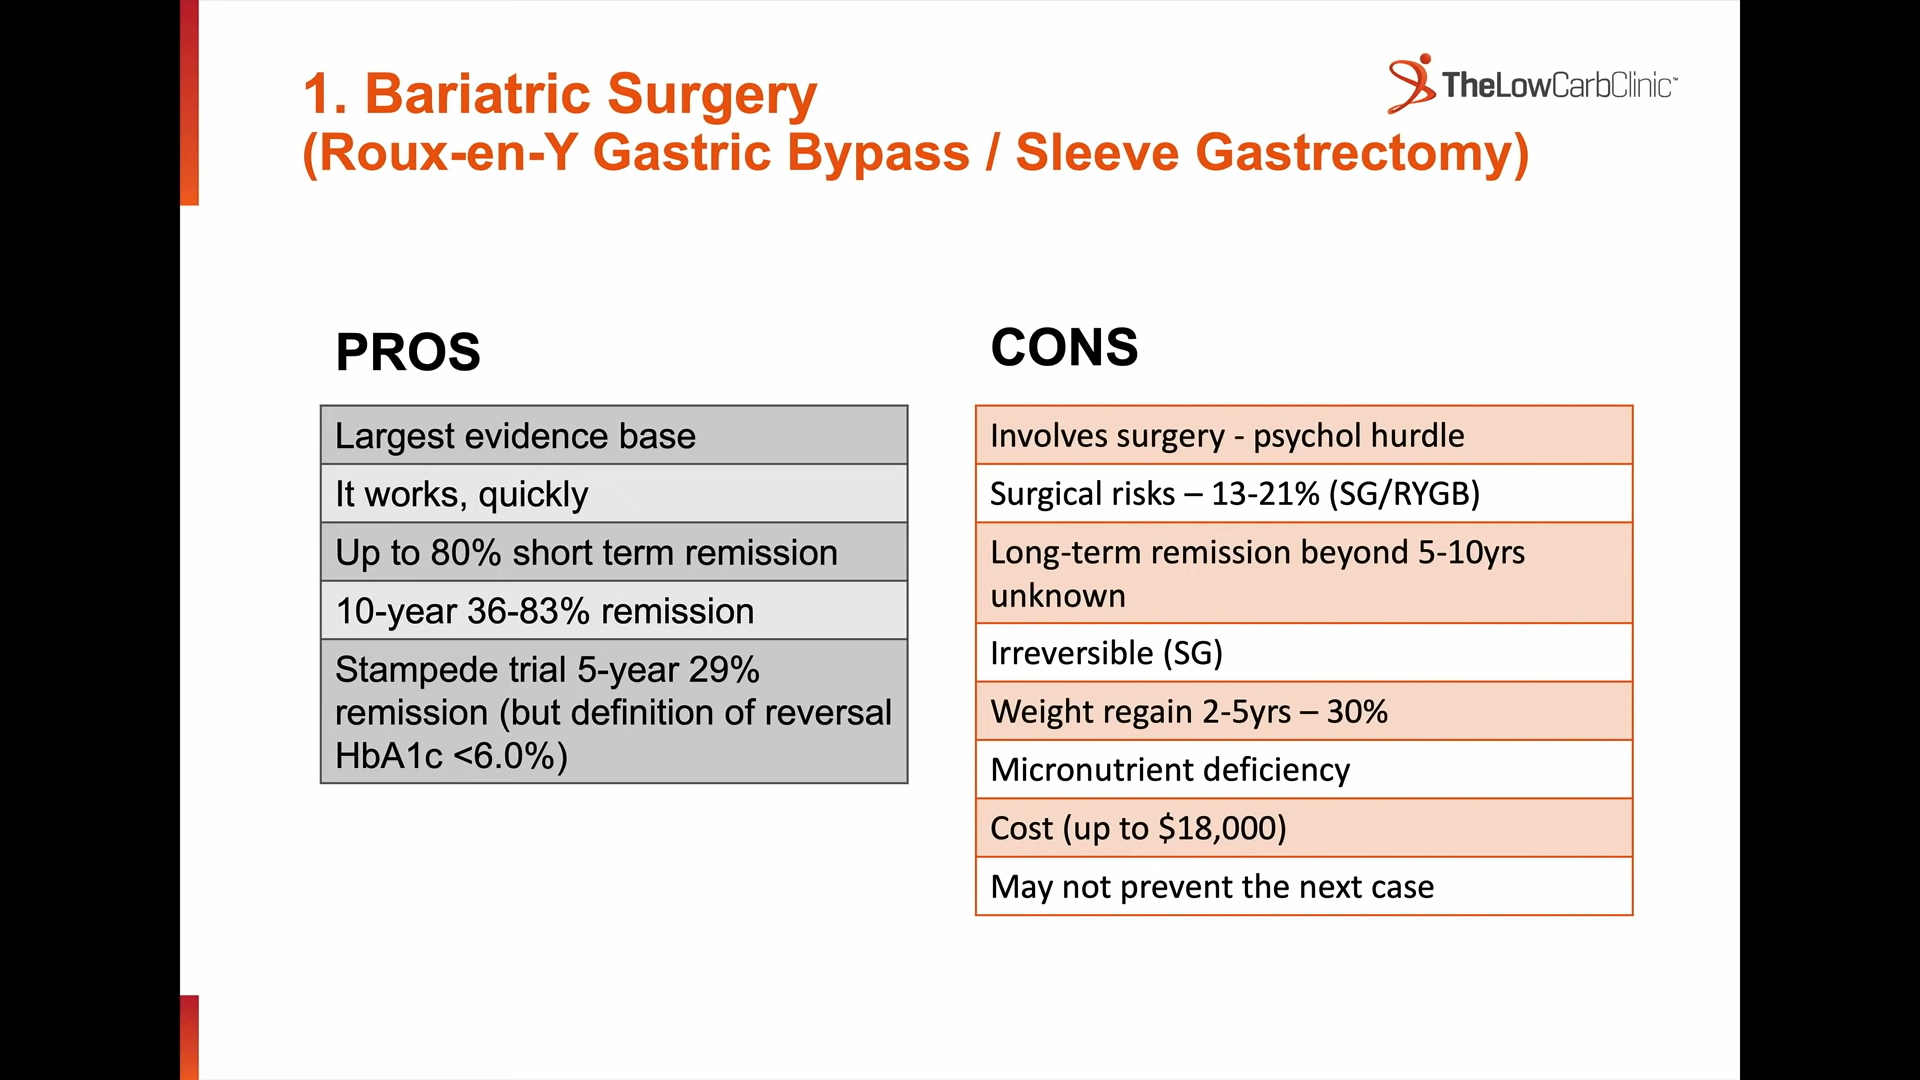 1. Bariatric Surgery
(Roux-en-Y Gastric Bypass / Sleeve Gastrectomy)
TheLowCarbClinic™
PROS
Largest evidence base
It works, quickly
Up to 80% short term remission
10-year 36-83% remission
Stampede trial 5-year 29%
remission (but definition of reversal
HbA1c <6.0%)
CONS
Involves surgery - psychol hurdle
Surgical risks – 13-21% (SG/RYGB)
Long-term remission beyond 5-10yrs
unknown
Irreversible (SG)
Weight regain 2-5yrs – 30%
Micronutrient deficiency
Cost (up to $18,000)
May not prevent the next case